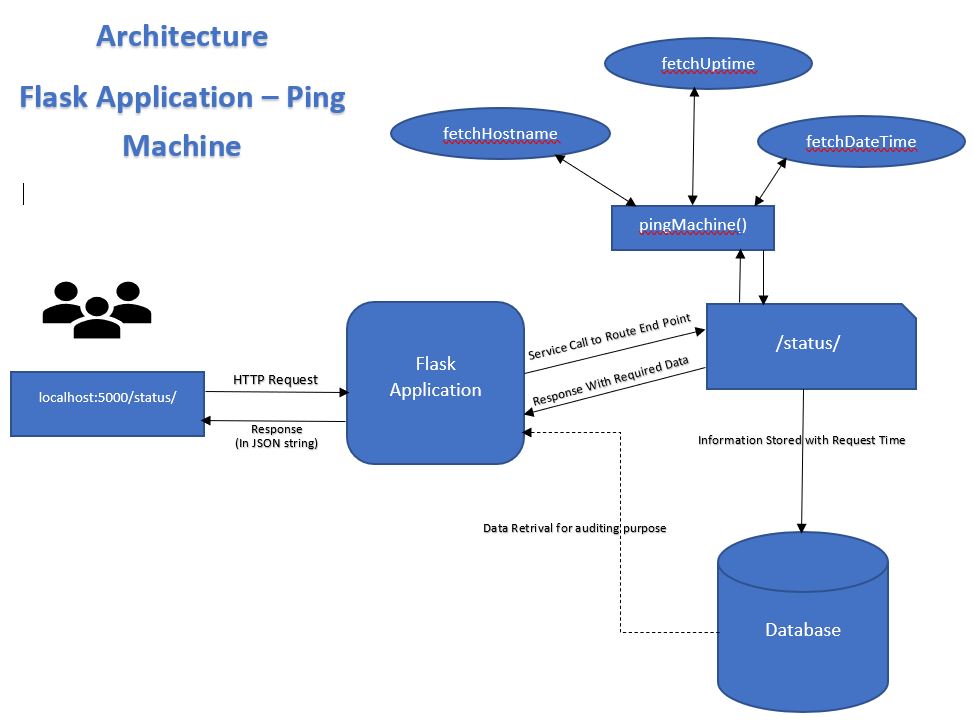 Architecture
Flask Application – Ping
Machine
fetchUptime
fetchHostname
fetchDateTime
pingMachine()
Flask
Application
Service Call to Route End Point
Response With Required Data
/status/
localhost:5000/status/
HTTP Request
Response
(In JSON string)
Information Stored with Request Time
Data Retrival for auditing purpose
Database